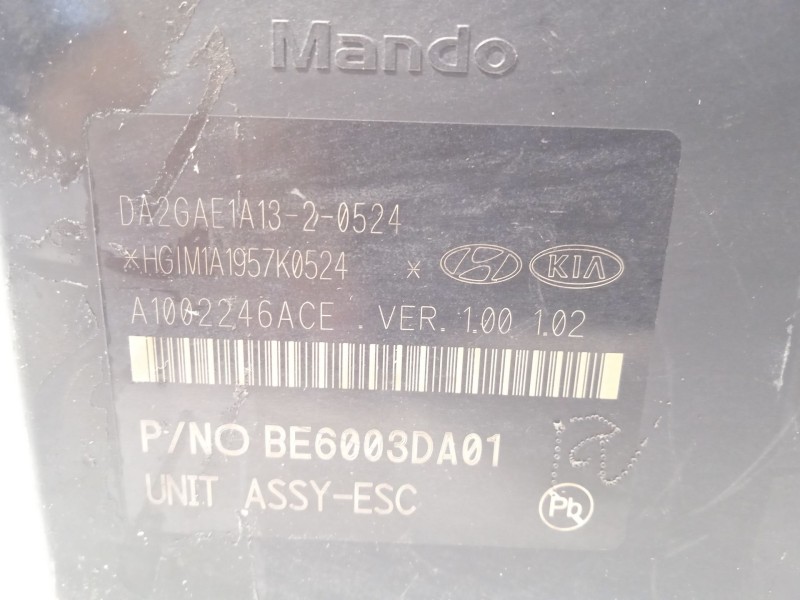 Mando
DA2GAE1A13-2-0524
*HGIM1A1957K0524 * KIA
A1002246ACE . VER. 1.00 1.02
P/NO BE6003DA01
UNIT ASSY-ESC
Pb